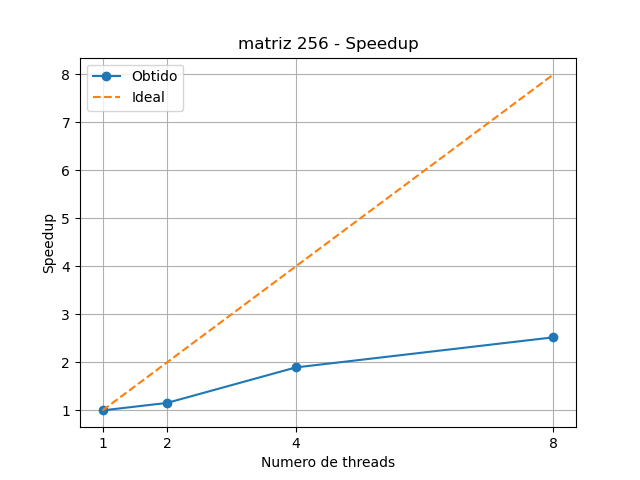 matriz 256 - Speedup
Obtido
Ideal
8
7
6
5
4
3
2
1
Speedup
1 2 4 8
Numero de threads